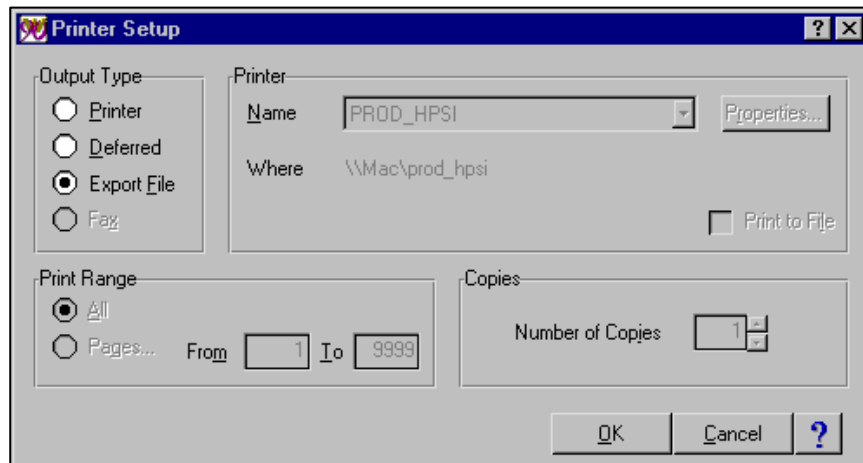 Printer Setup
? X
Output Type
Printer
Deferred
Export File
Fax
Printer
Name PROD_HPSI Properties...
Where \\Mac\prod_hpsi
Print to File
Print Range
All
Pages... From 1 To 9999
Copies
Number of Copies 1
OK Cancel ?